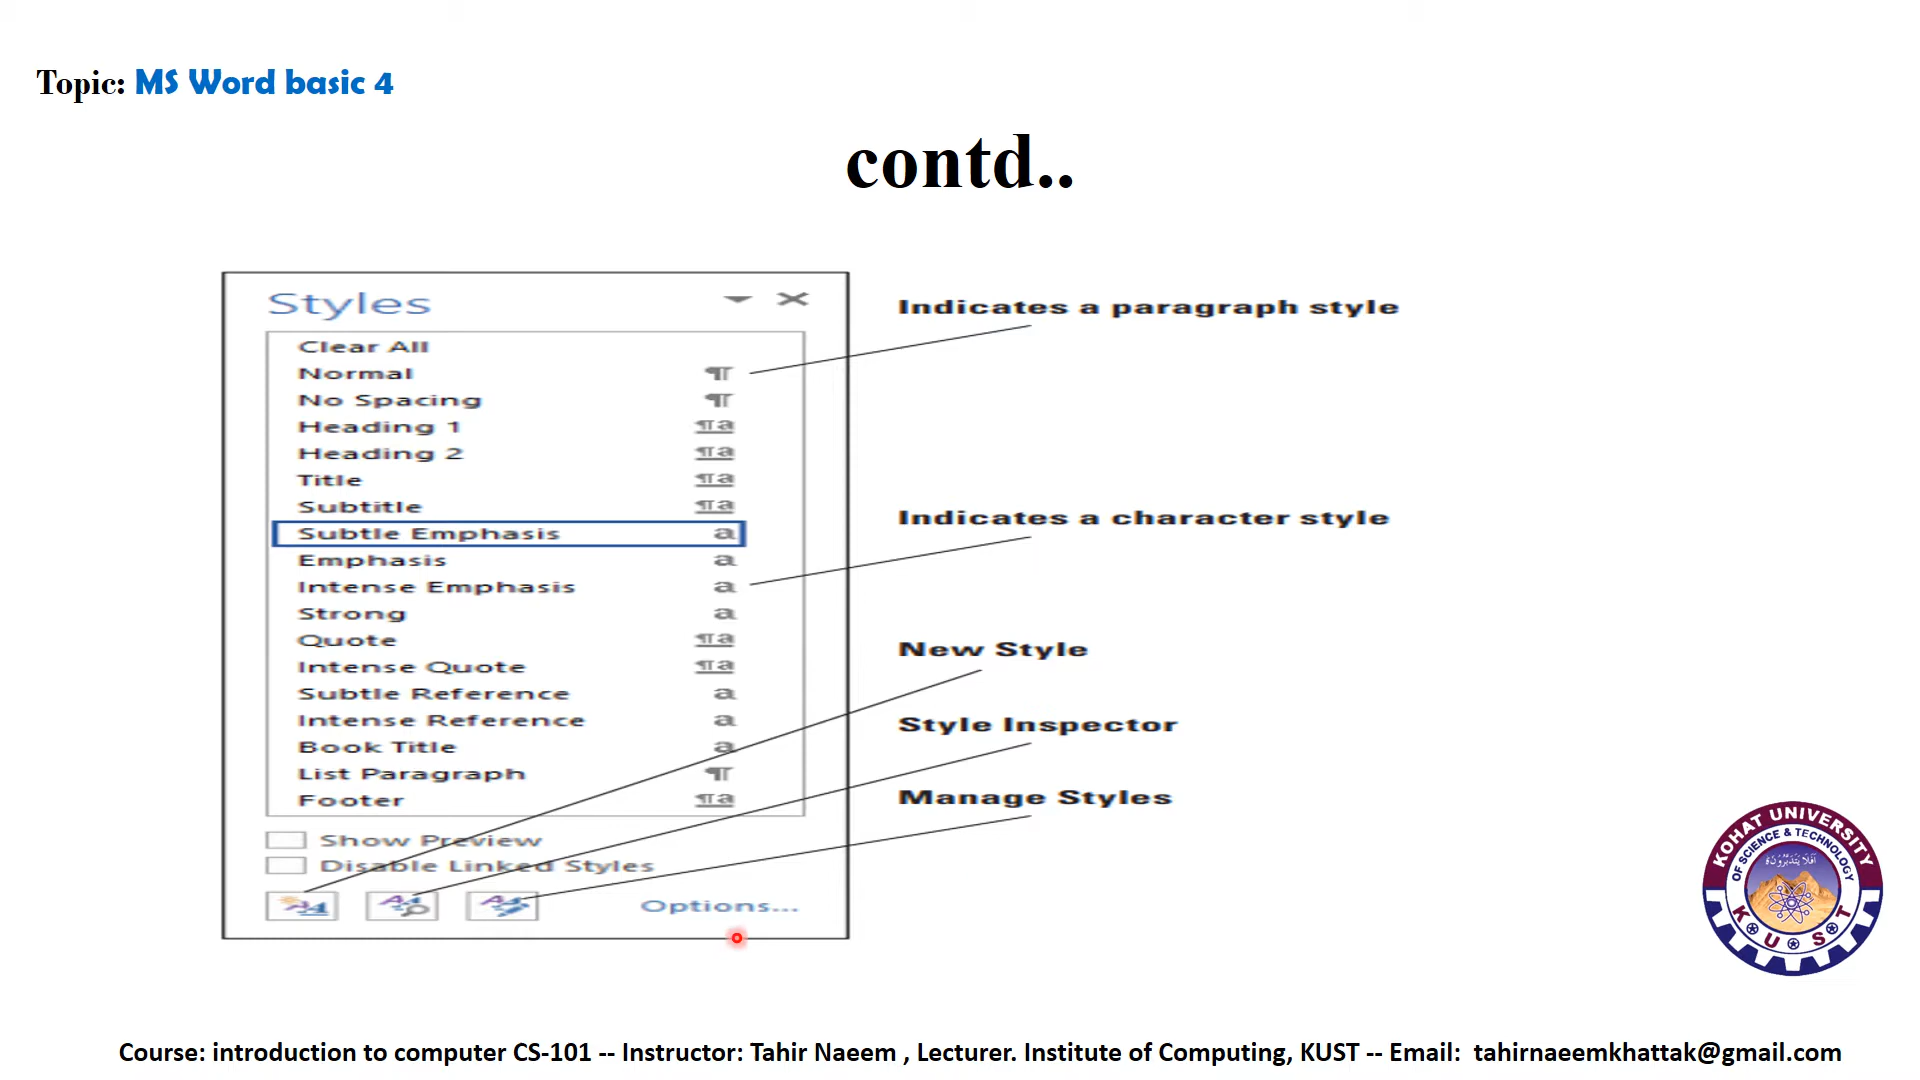 Topic: MS Word basic 4
contd..
Styles
Clear All
Normal ¶
No Spacing ¶
Heading 1 ¶a
Heading 2 ¶a
Title ¶a
Subtitle ¶a
Subtle Emphasis a
Emphasis a
Intense Emphasis a
Strong a
Quote ¶a
Intense Quote ¶a
Subtle Reference a
Intense Reference a
Book Title a
List Paragraph ¶
Footer ¶a
Show Preview
Disable Linked Styles
Options...
Indicates a paragraph style
Indicates a character style
New Style
Style Inspector
Manage Styles
KOHAT UNIVERSITY
OF SCIENCE & TECHNOLOGY
K U S T
Course: introduction to computer CS-101 -- Instructor: Tahir Naeem , Lecturer. Institute of Computing, KUST -- Email: tahirnaeemkhattak@gmail.com